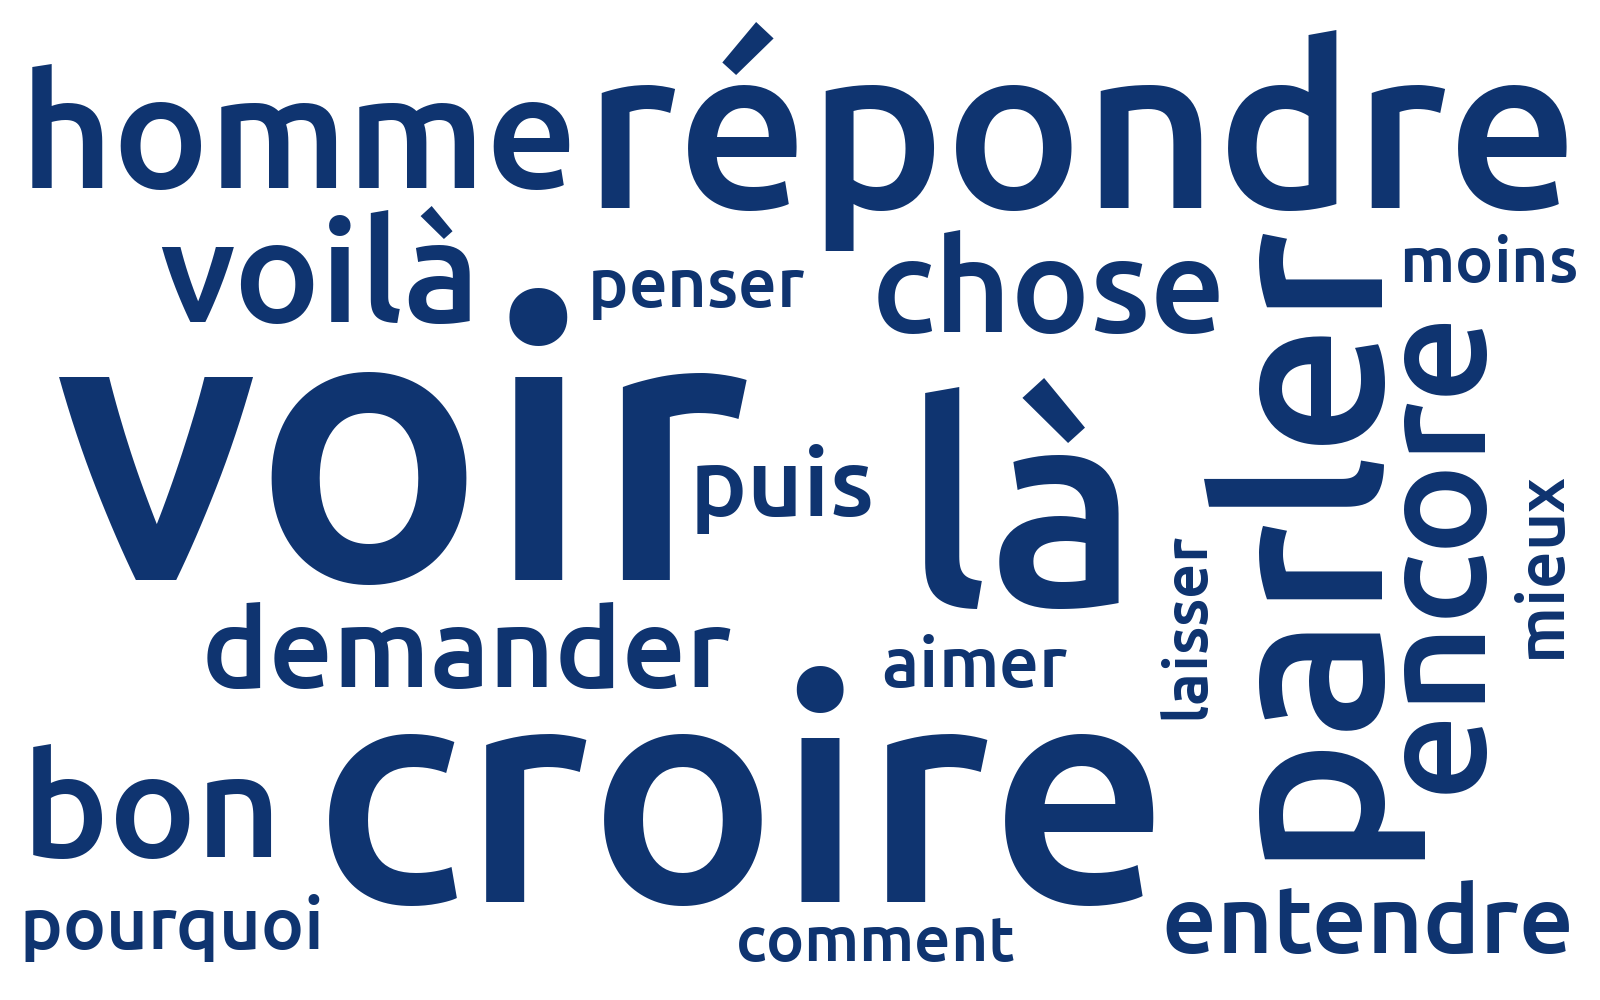 homme
répondre
voilà
penser
chose
moins
voir
puis
là
parler
encore
mieux
laisser
demander
aimer
bon
croire
pourquoi
comment
entendre